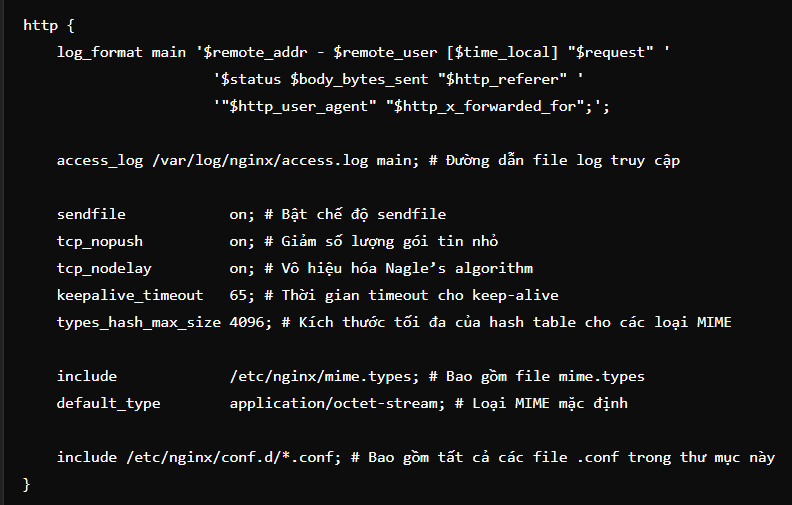 http {
    log_format main '$remote_addr - $remote_user [$time_local] "$request" '
                      '$status $body_bytes_sent "$http_referer" '
                      '"$http_user_agent" "$http_x_forwarded_for";';
    access_log /var/log/nginx/access.log main; # Đường dẫn file log truy cập
    sendfile            on; # Bật chế độ sendfile
    tcp_nopush          on; # Giảm số lượng gói tin nhỏ
    tcp_nodelay         on; # Vô hiệu hóa Nagle’s algorithm
    keepalive_timeout   65; # Thời gian timeout cho keep-alive
    types_hash_max_size 4096; # Kích thước tối đa của hash table cho các loại MIME
    include             /etc/nginx/mime.types; # Bao gồm file mime.types
    default_type        application/octet-stream; # Loại MIME mặc định
    include /etc/nginx/conf.d/*.conf; # Bao gồm tất cả các file .conf trong thư mục này
}